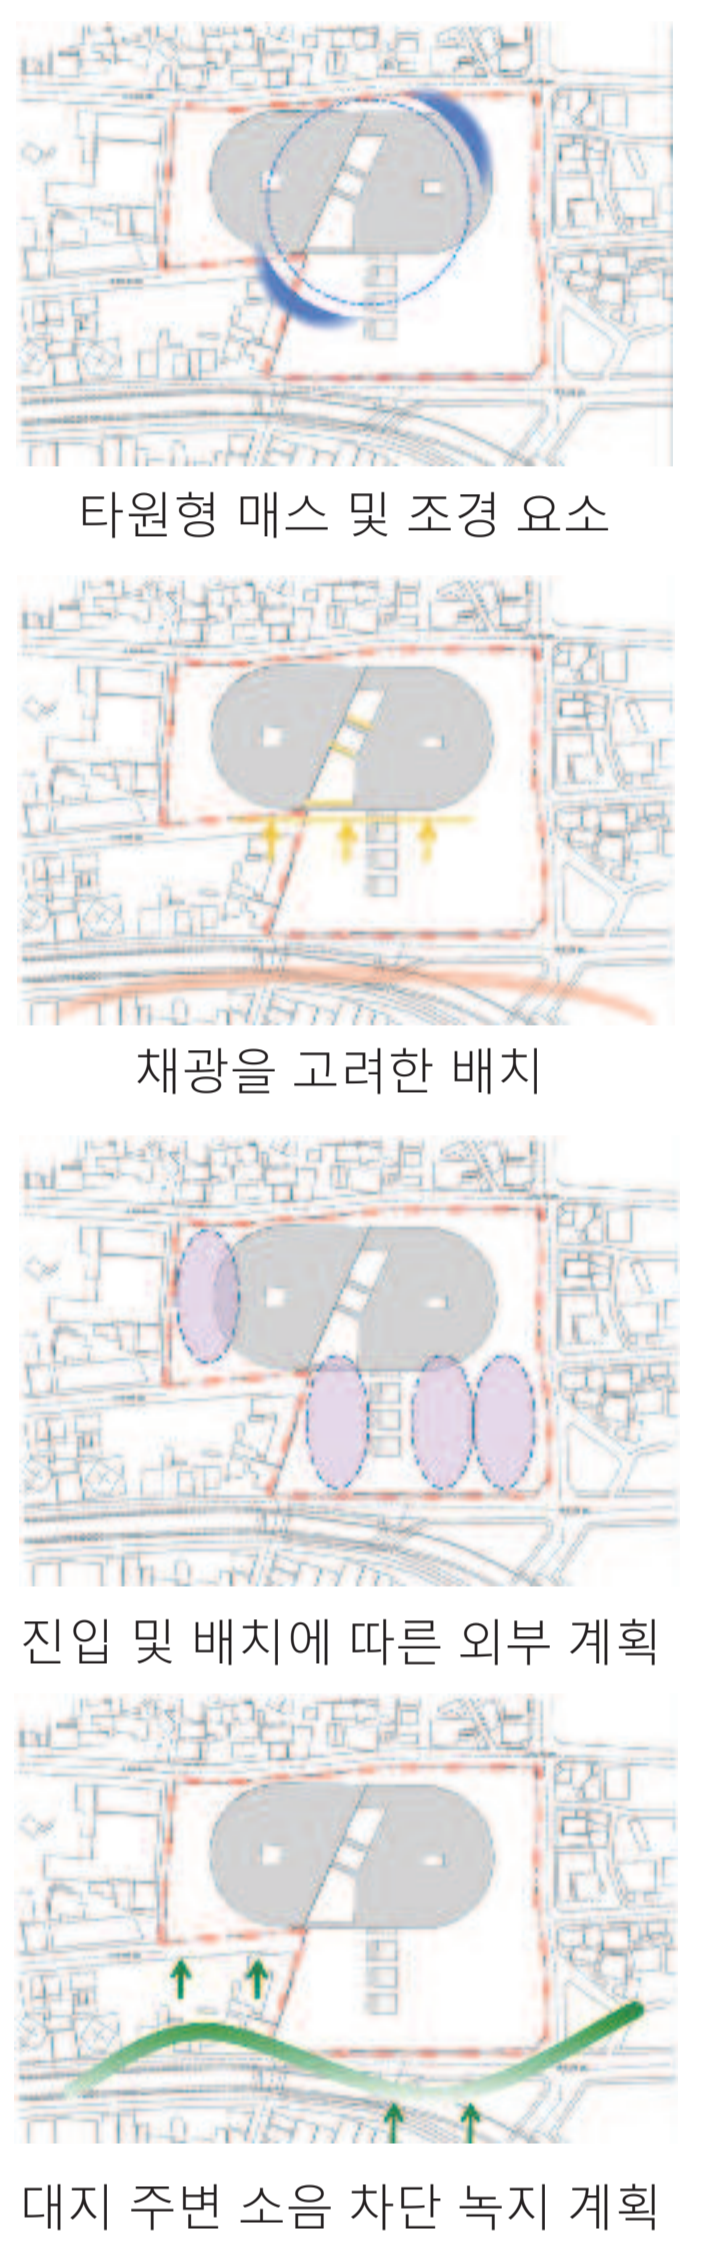 타원형 매스 및 조경 요소
채광을 고려한 배치
진입 및 배치에 따른 외부 계획
대지 주변 소음 차단 녹지 계획